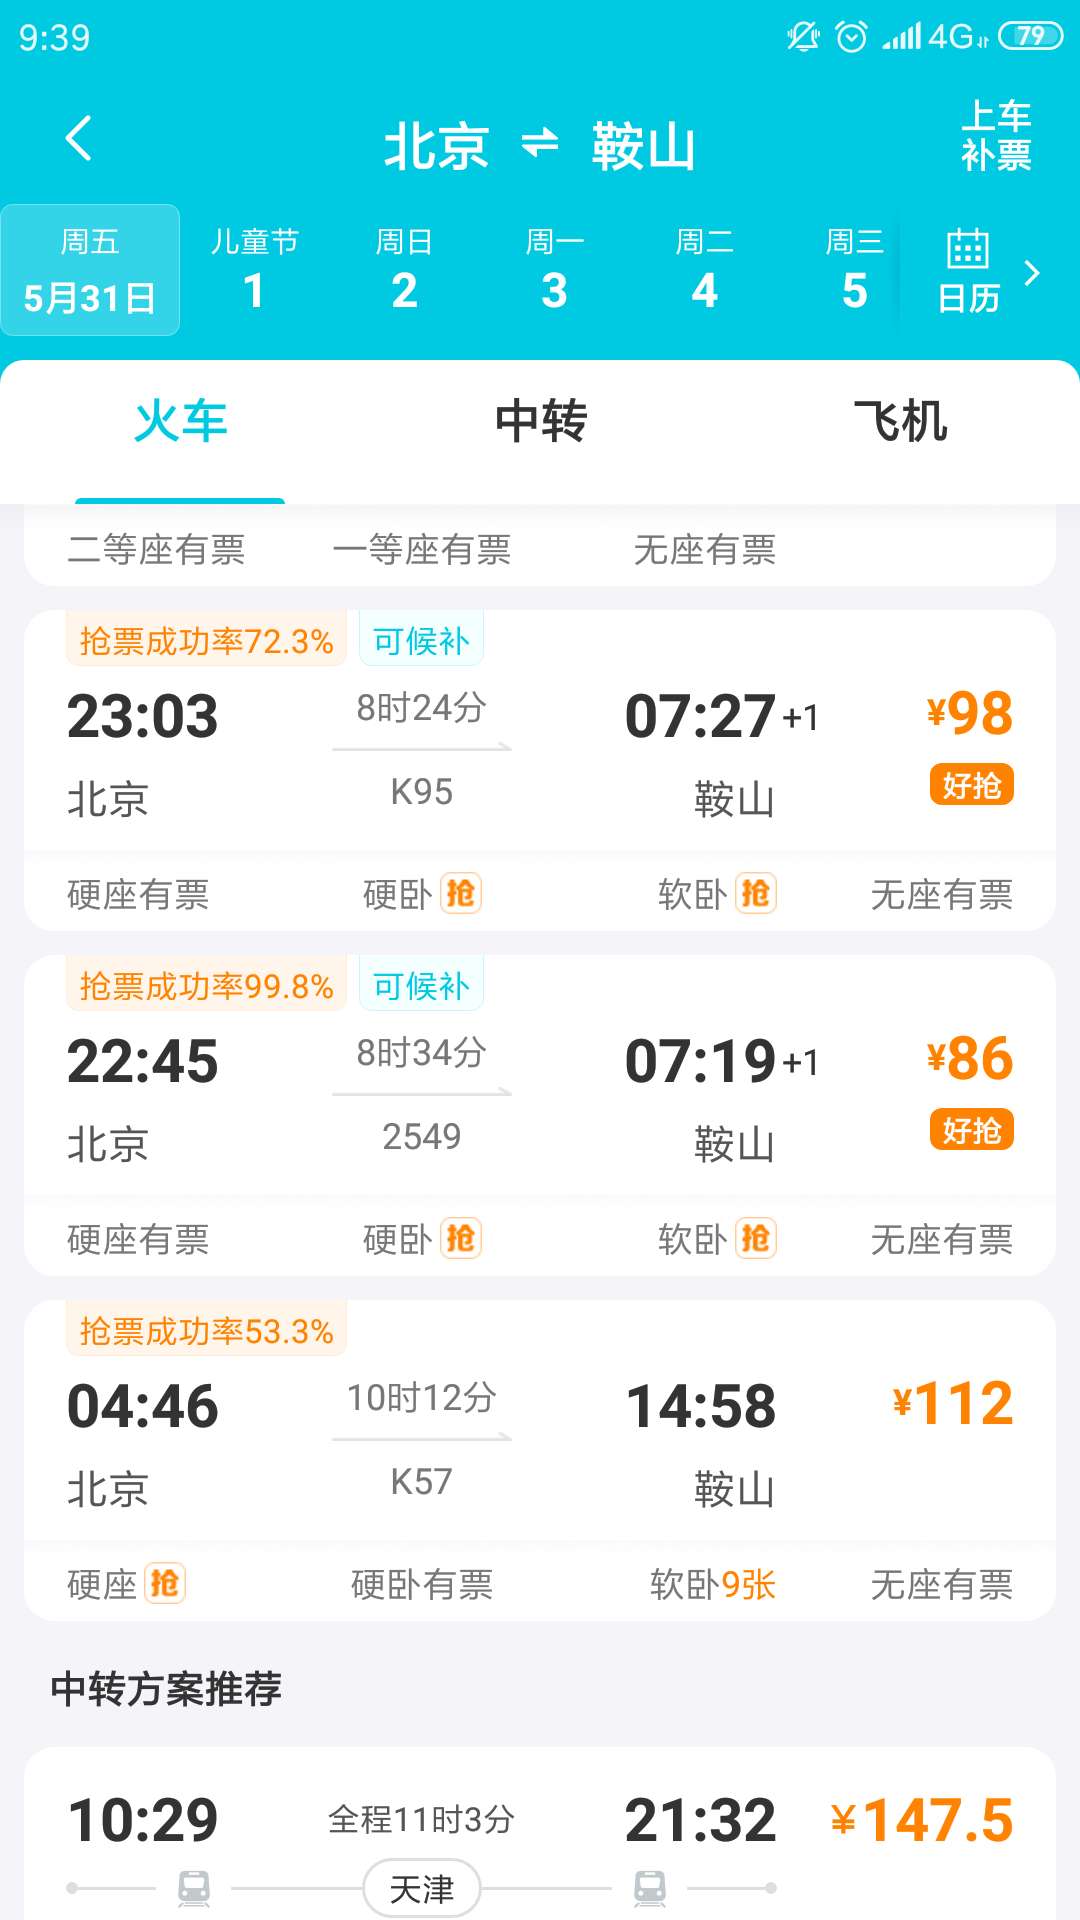 9:39 4G 79
北京 ⇌ 鞍山
上车
补票
周五 儿童节 周日 周一 周二 周三
5月31日 1 2 3 4 5 日历
火车 中转 飞机
二等座有票 一等座有票 无座有票
抢票成功率72.3% 可候补
23:03 8时24分 07:27+1 ¥98
北京 K95 鞍山 好抢
硬座有票 硬卧 抢 软卧 抢 无座有票
抢票成功率99.8% 可候补
22:45 8时34分 07:19+1 ¥86
北京 2549 鞍山 好抢
硬座有票 硬卧 抢 软卧 抢 无座有票
抢票成功率53.3%
04:46 10时12分 14:58 ¥112
北京 K57 鞍山
硬座 抢 硬卧有票 软卧9张 无座有票
中转方案推荐
10:29 全程11时3分 21:32 ¥147.5
天津